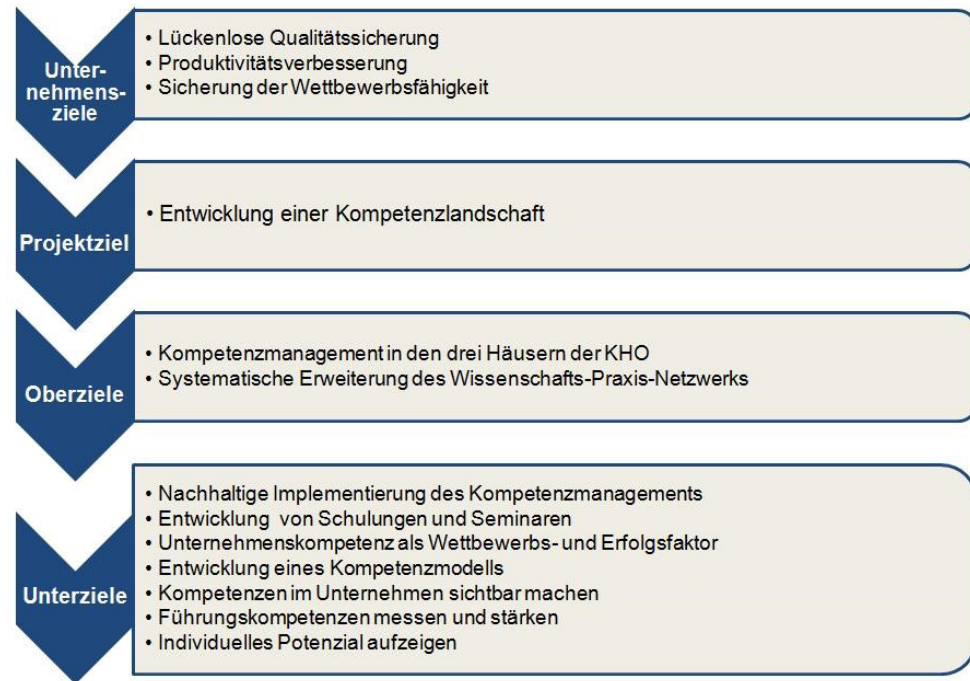 Unter-
nehmens-
ziele
• Lückenlose Qualitätssicherung
• Produktivitätsverbesserung
• Sicherung der Wettbewerbsfähigkeit
Projektziel
• Entwicklung einer Kompetenzlandschaft
Oberziele
• Kompetenzmanagement in den drei Häusern der KHO
• Systematische Erweiterung des Wissenschafts-Praxis-Netzwerks
Unterziele
• Nachhaltige Implementierung des Kompetenzmanagements
• Entwicklung von Schulungen und Seminaren
• Unternehmenskompetenz als Wettbewerbs- und Erfolgsfaktor
• Entwicklung eines Kompetenzmodells
• Kompetenzen im Unternehmen sichtbar machen
• Führungskompetenzen messen und stärken
• Individuelles Potenzial aufzeigen